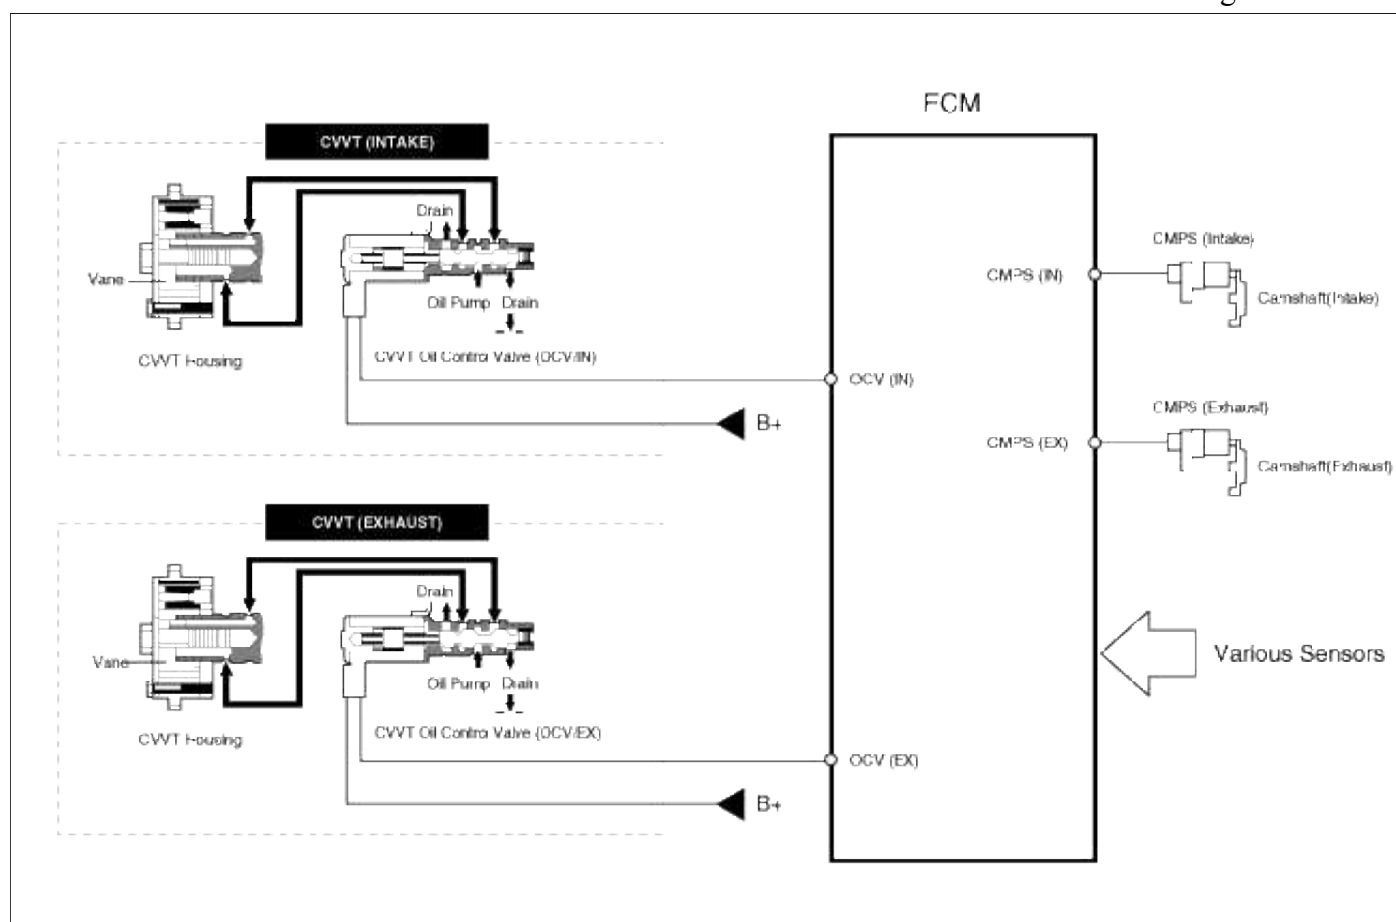 FCM
CVVT (INTAKE)
Drain
CMPS (Intake)
CMPS (IN)
Vane
Camshaft(Intake)
Oil Pump Drain
CVVT Housing
CVVT Oil Control Valve (OCV/IN)
OCV (IN)
CMPS (Exhaust)
B+
CMPS (EX)
Camshaft(Exhaust)
CVVT (EXHAUST)
Drain
Vane
Various Sensors
Oil Pump Drain
CVVT Housing
CVVT Oil Control Valve (OCV/EX)
OCV (EX)
B+